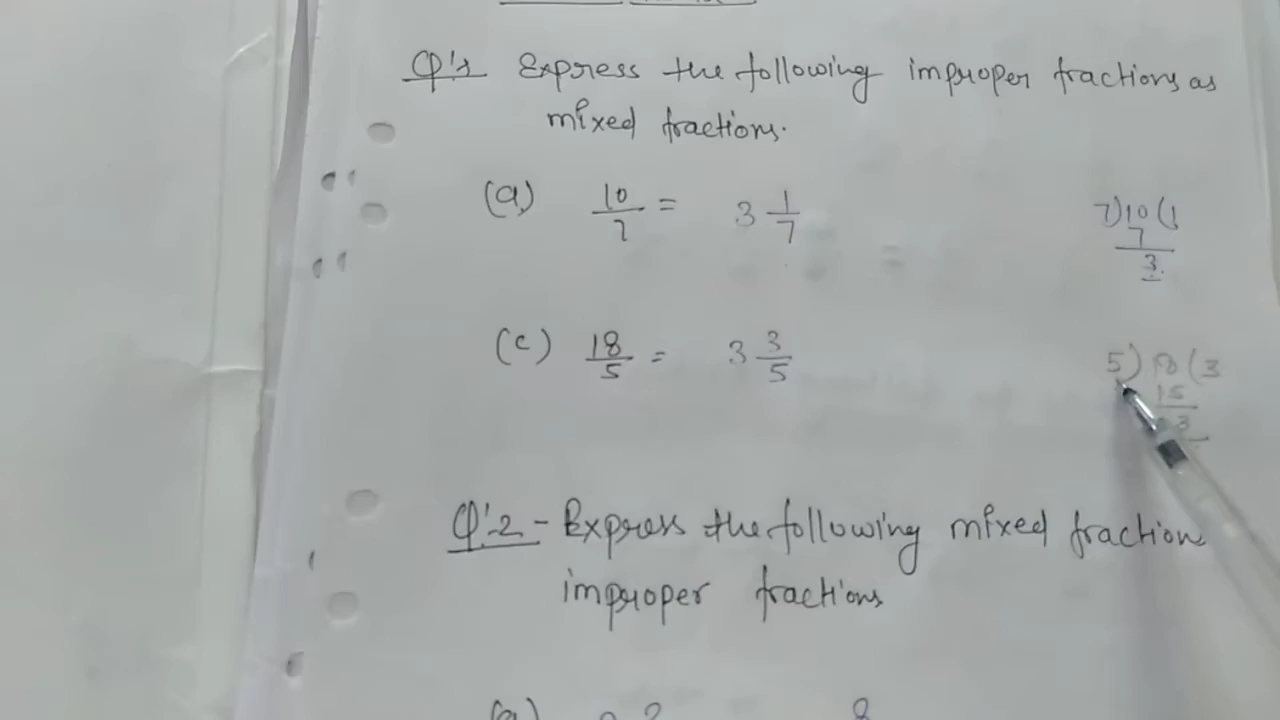 Q'1 Express the following improper fractions as
mixed fractions.
(a) 10/7 = 3 1/7
7)10(1
7
3
(c) 18/5 = 3 3/5
5)18(3
15
3
Q'.2 - Express the following mixed fraction
improper fractions
(a)